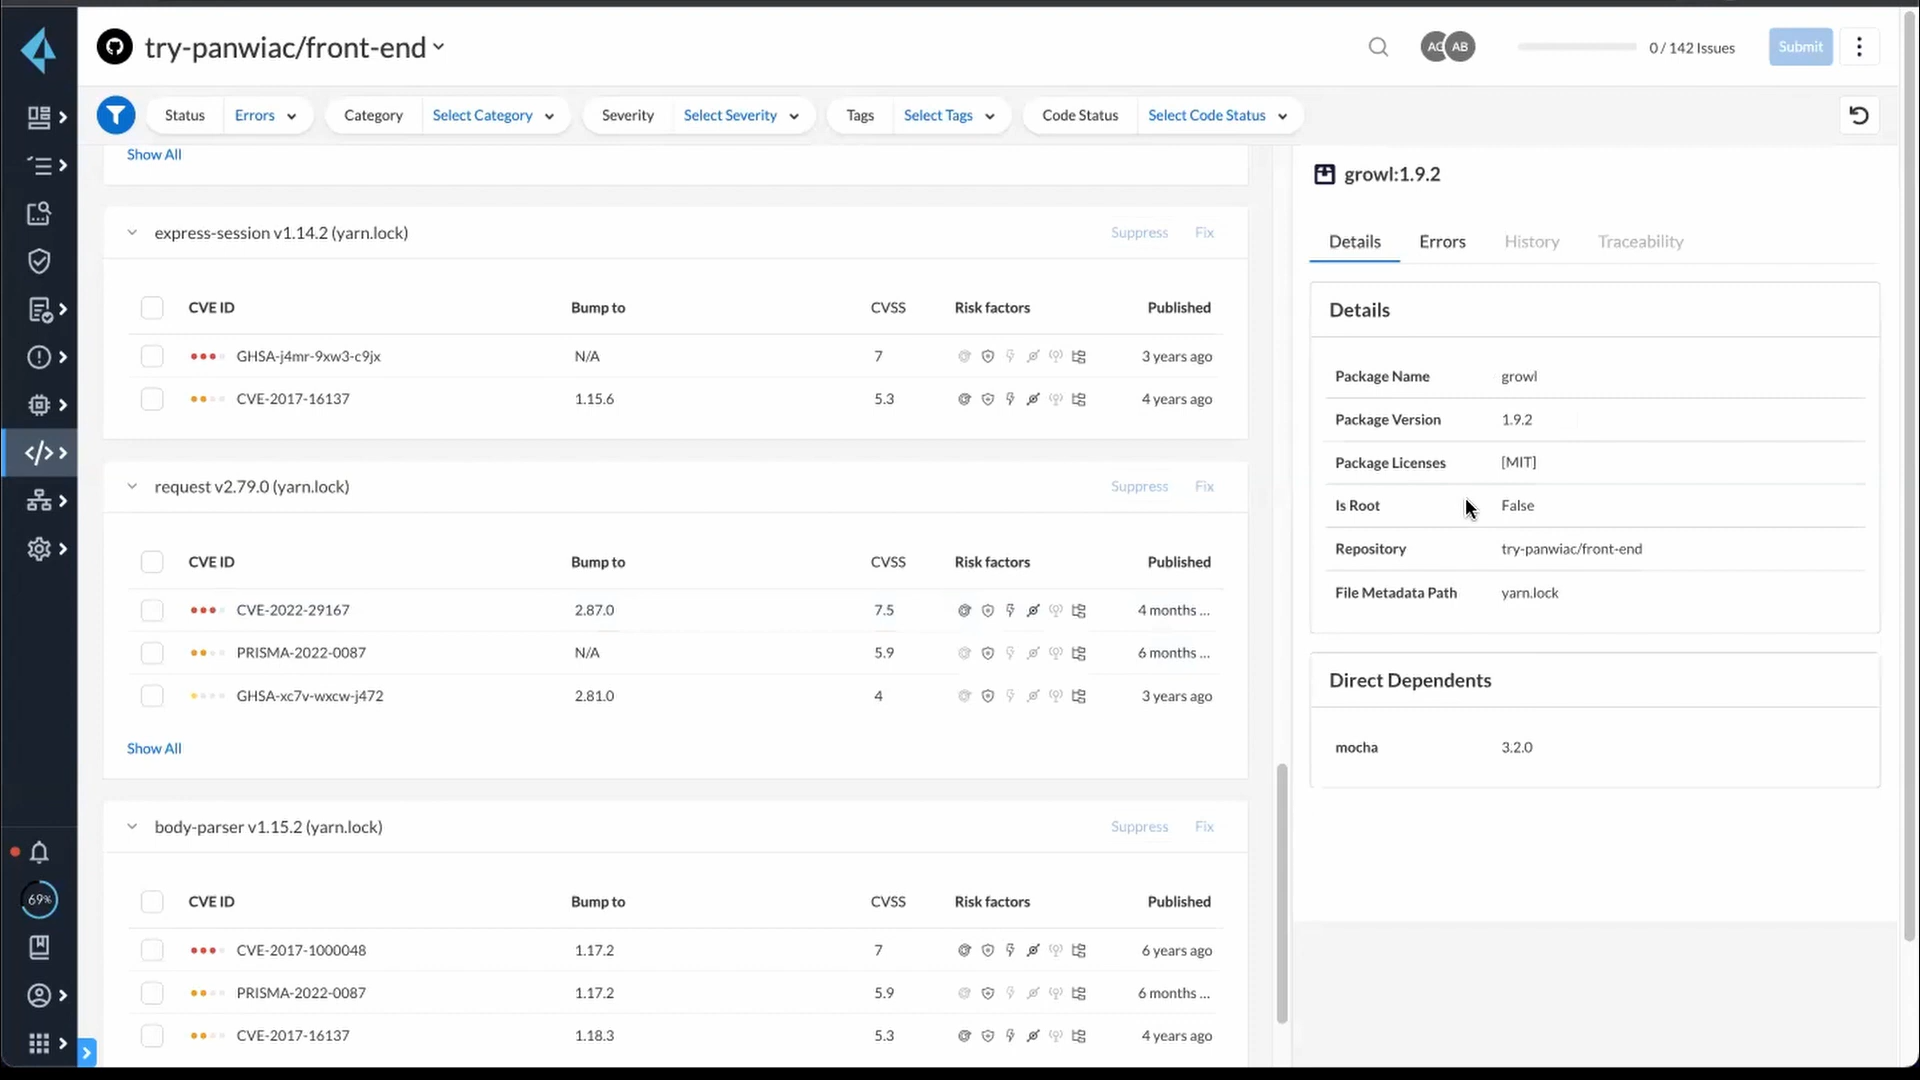 try-panwiac/front-end
AG AB
0 / 142 Issues
Submit
Status Errors
Category Select Category
Severity Select Severity
Tags Select Tags
Code Status Select Code Status
Show All
express-session v1.14.2 (yarn.lock) Suppress Fix
CVE ID Bump to CVSS Risk factors Published
GHSA-j4mr-9xw3-c9jx N/A 7 3 years ago
CVE-2017-16137 1.15.6 5.3 4 years ago
request v2.79.0 (yarn.lock) Suppress Fix
CVE ID Bump to CVSS Risk factors Published
CVE-2022-29167 2.87.0 7.5 4 months ...
PRISMA-2022-0087 N/A 5.9 6 months ...
GHSA-xc7v-wxcw-j472 2.81.0 4 3 years ago
Show All
body-parser v1.15.2 (yarn.lock) Suppress Fix
CVE ID Bump to CVSS Risk factors Published
CVE-2017-1000048 1.17.2 7 6 years ago
PRISMA-2022-0087 1.17.2 5.9 6 months ...
CVE-2017-16137 1.18.3 5.3 4 years ago
growl:1.9.2
Details Errors History Traceability
Details
Package Name growl
Package Version 1.9.2
Package Licenses [MIT]
Is Root False
Repository try-panwiac/front-end
File Metadata Path yarn.lock
Direct Dependents
mocha 3.2.0
69%